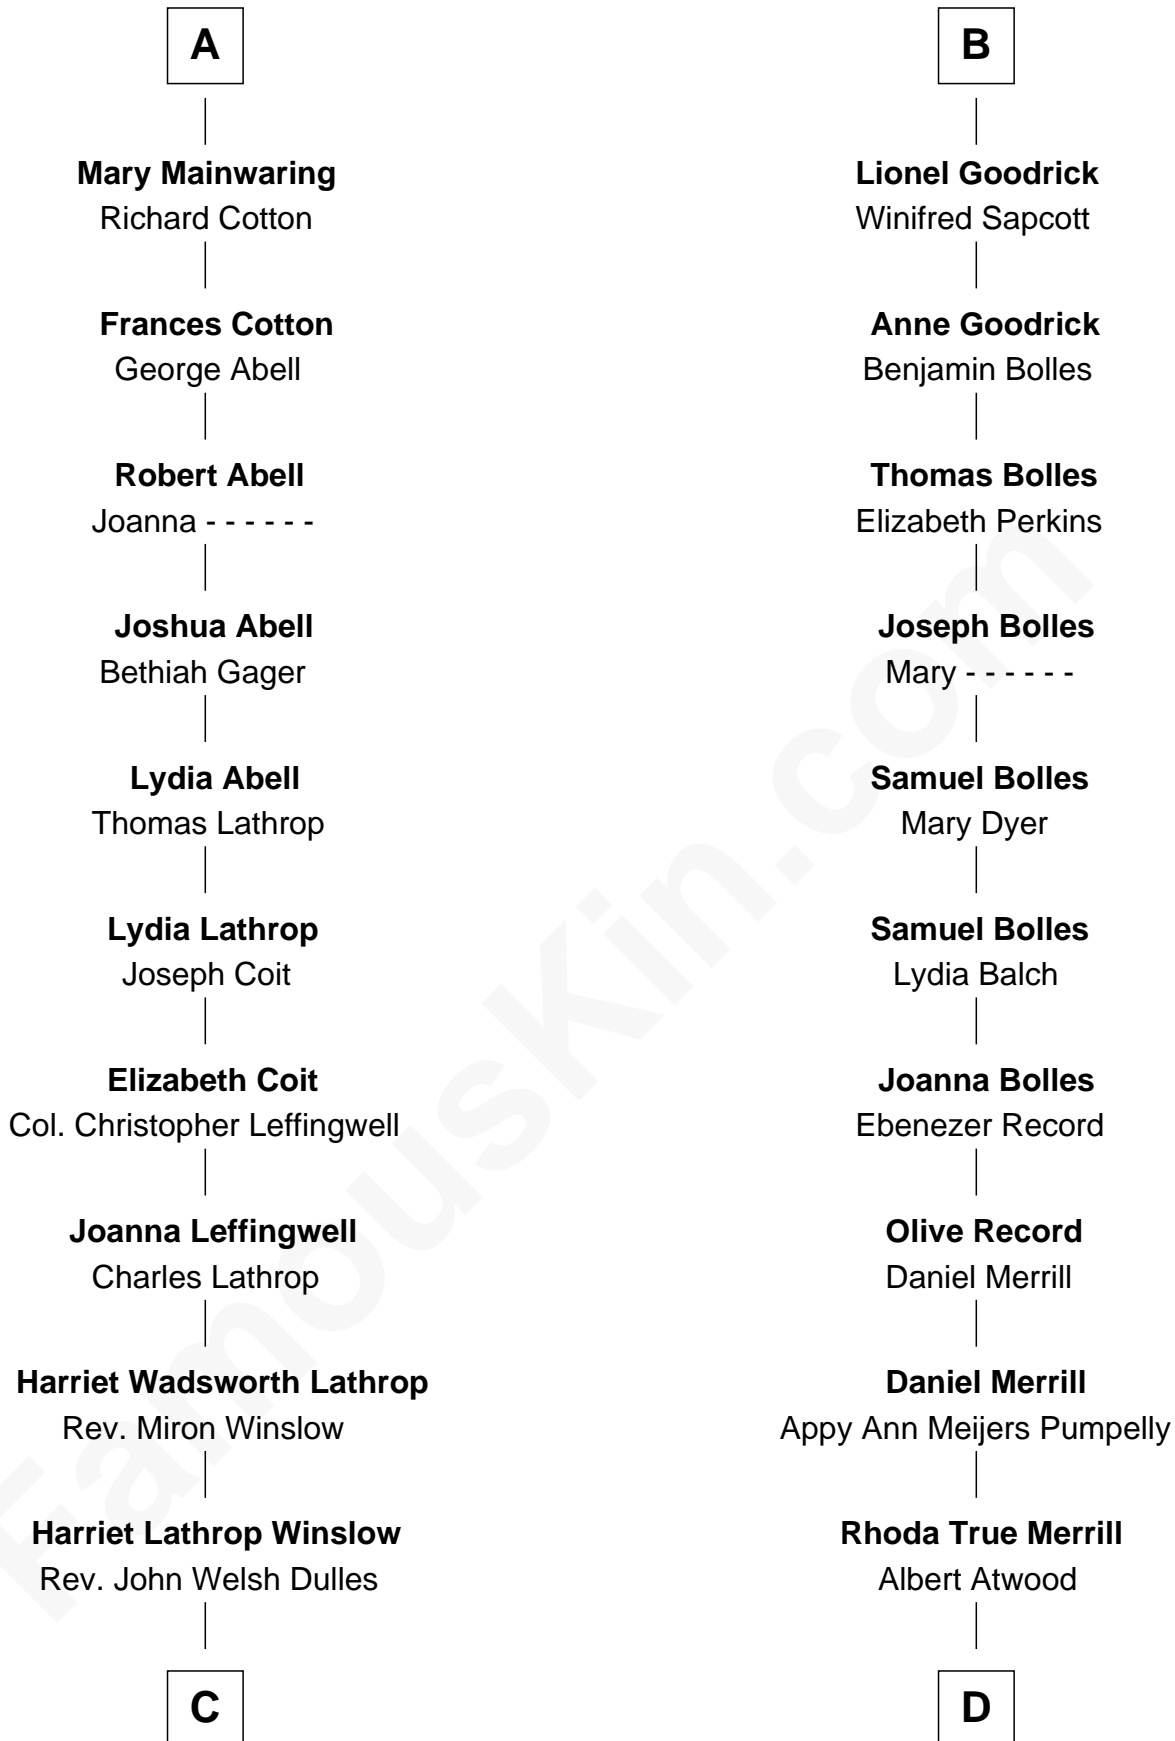 A
Mary Mainwaring
Richard Cotton
Frances Cotton
George Abell
Robert Abell
Joanna - - - - - -
Joshua Abell
Bethiah Gager
Lydia Abell
Thomas Lathrop
Lydia Lathrop
Joseph Coit
Elizabeth Coit
Col. Christopher Leffingwell
Joanna Leffingwell
Charles Lathrop
Harriet Wadsworth Lathrop
Rev. Miron Winslow
Harriet Lathrop Winslow
Rev. John Welsh Dulles
C
B
Lionel Goodrick
Winifred Sapcott
Anne Goodrick
Benjamin Bolles
Thomas Bolles
Elizabeth Perkins
Joseph Bolles
Mary - - - - - -
Samuel Bolles
Mary Dyer
Samuel Bolles
Lydia Balch
Joanna Bolles
Ebenezer Record
Olive Record
Daniel Merrill
Daniel Merrill
Appy Ann Meijers Pumpelly
Rhoda True Merrill
Albert Atwood
D
FamousKin.com